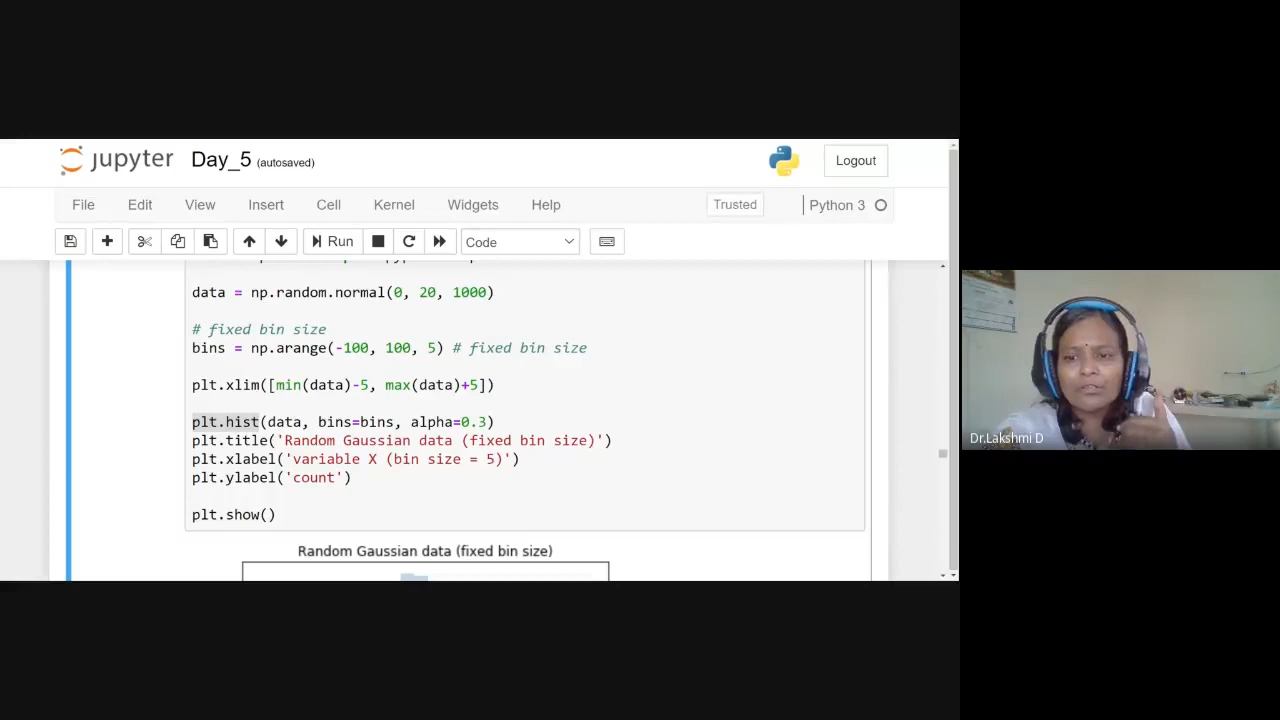 jupyter Day_5 (autosaved)
Logout
File Edit View Insert Cell Kernel Widgets Help
Trusted
Python 3
Run
Code
data = np.random.normal(0, 20, 1000)
# fixed bin size
bins = np.arange(-100, 100, 5) # fixed bin size
plt.xlim([min(data)-5, max(data)+5])
plt.hist(data, bins=bins, alpha=0.3)
plt.title('Random Gaussian data (fixed bin size)')
plt.xlabel('variable X (bin size = 5)')
plt.ylabel('count')
plt.show()
Random Gaussian data (fixed bin size)
Dr.Lakshmi D